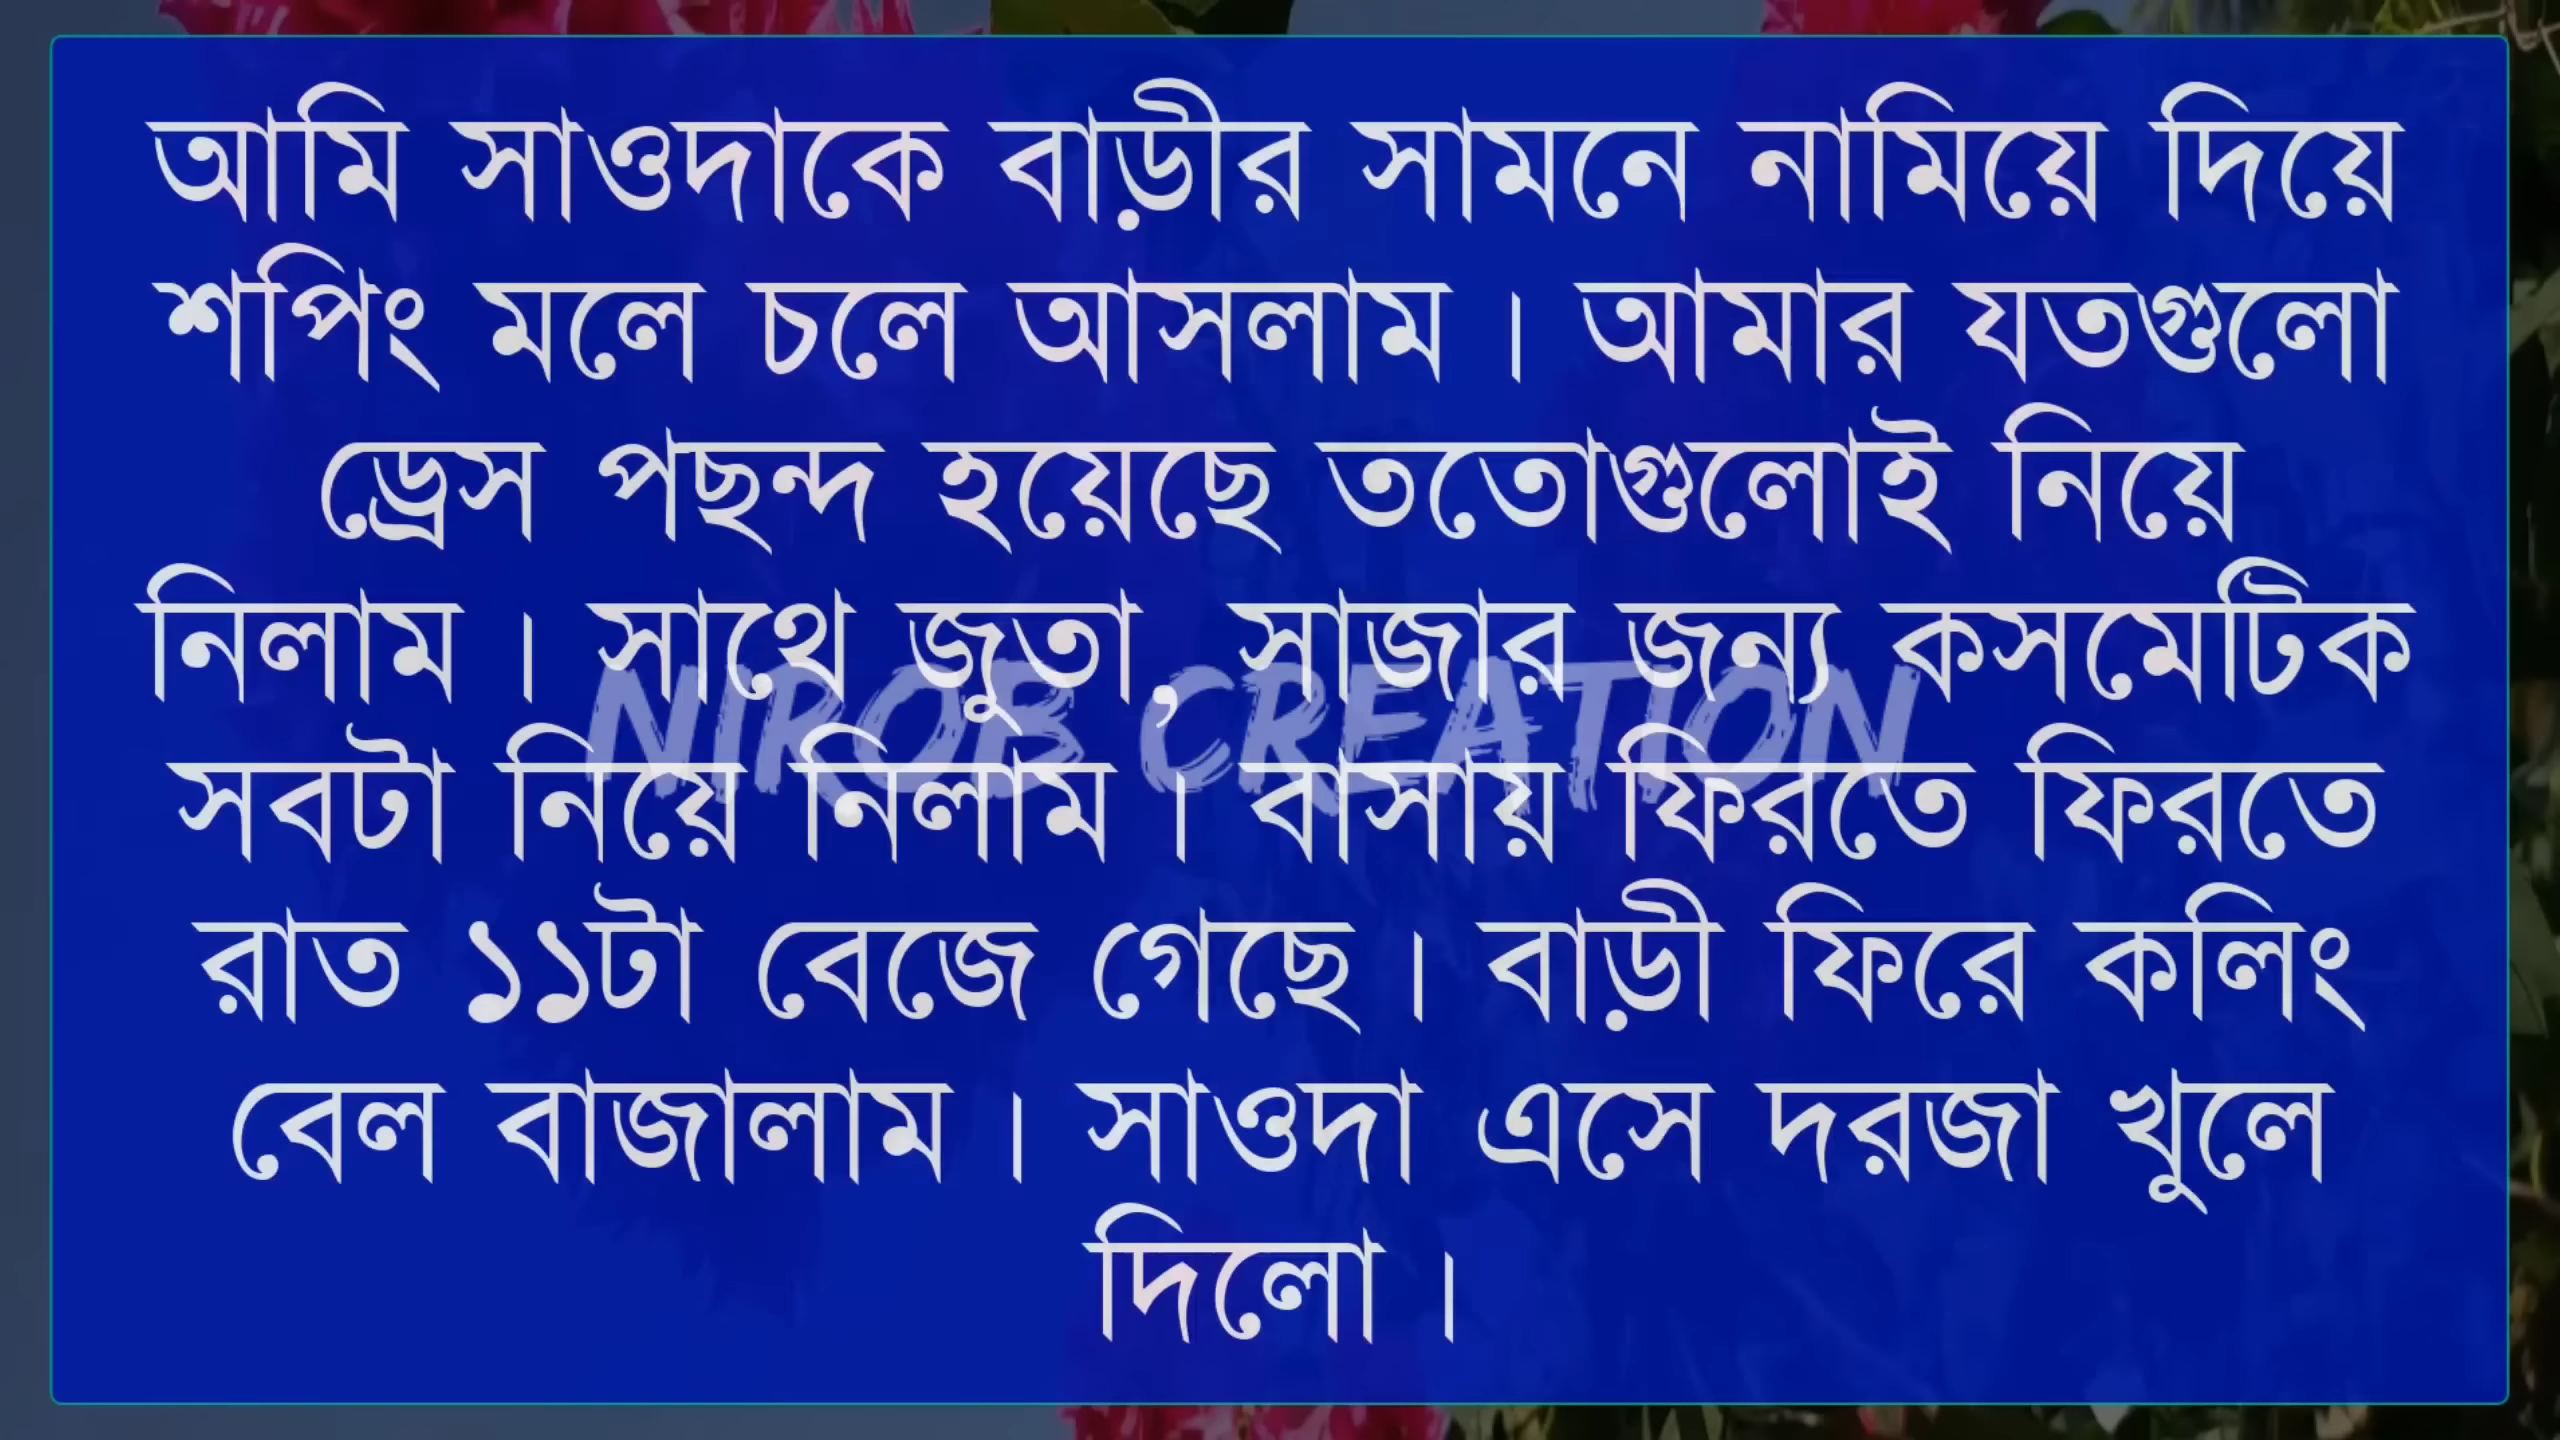 আমি সাওদাকে বাড়ীর সামনে নামিয়ে দিয়ে
শপিং মলে চলে আসলাম । আমার যতগুলো
ড্রেস পছন্দ হয়েছে ততোগুলোই নিয়ে
নিলাম । সাথে জুতা, সাজার জন্য কসমেটিক
NIROB CREATION
সবটা নিয়ে নিলাম । বাসায় ফিরতে ফিরতে
রাত ১১টা বেজে গেছে । বাড়ী ফিরে কলিং
বেল বাজালাম । সাওদা এসে দরজা খুলে
দিলো ।